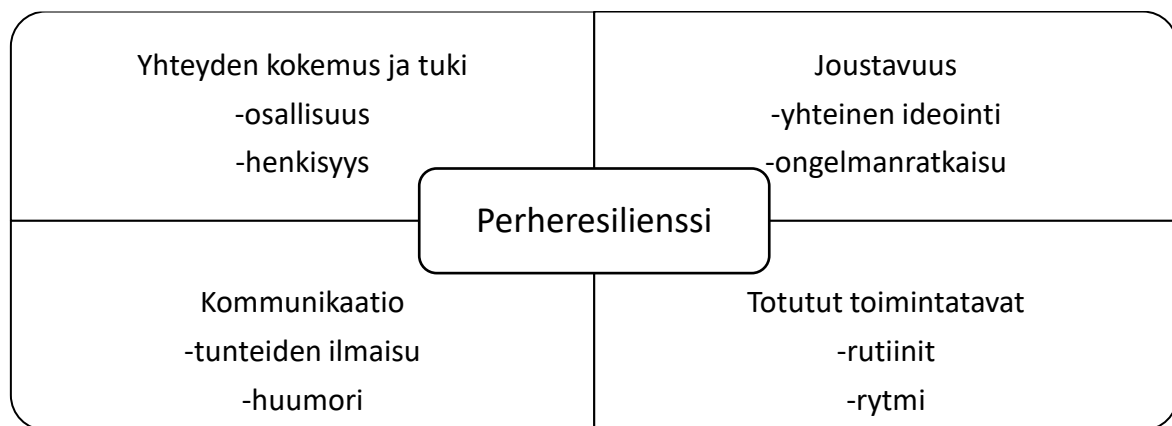 Yhteyden kokemus ja tuki
-osallisuus
-henkisyys
Joustavuus
-yhteinen ideointi
-ongelmanratkaisu
Perheresilienssi
Kommunikaatio
-tunteiden ilmaisu
-huumori
Totutut toimintatavat
-rutiinit
-rytmi